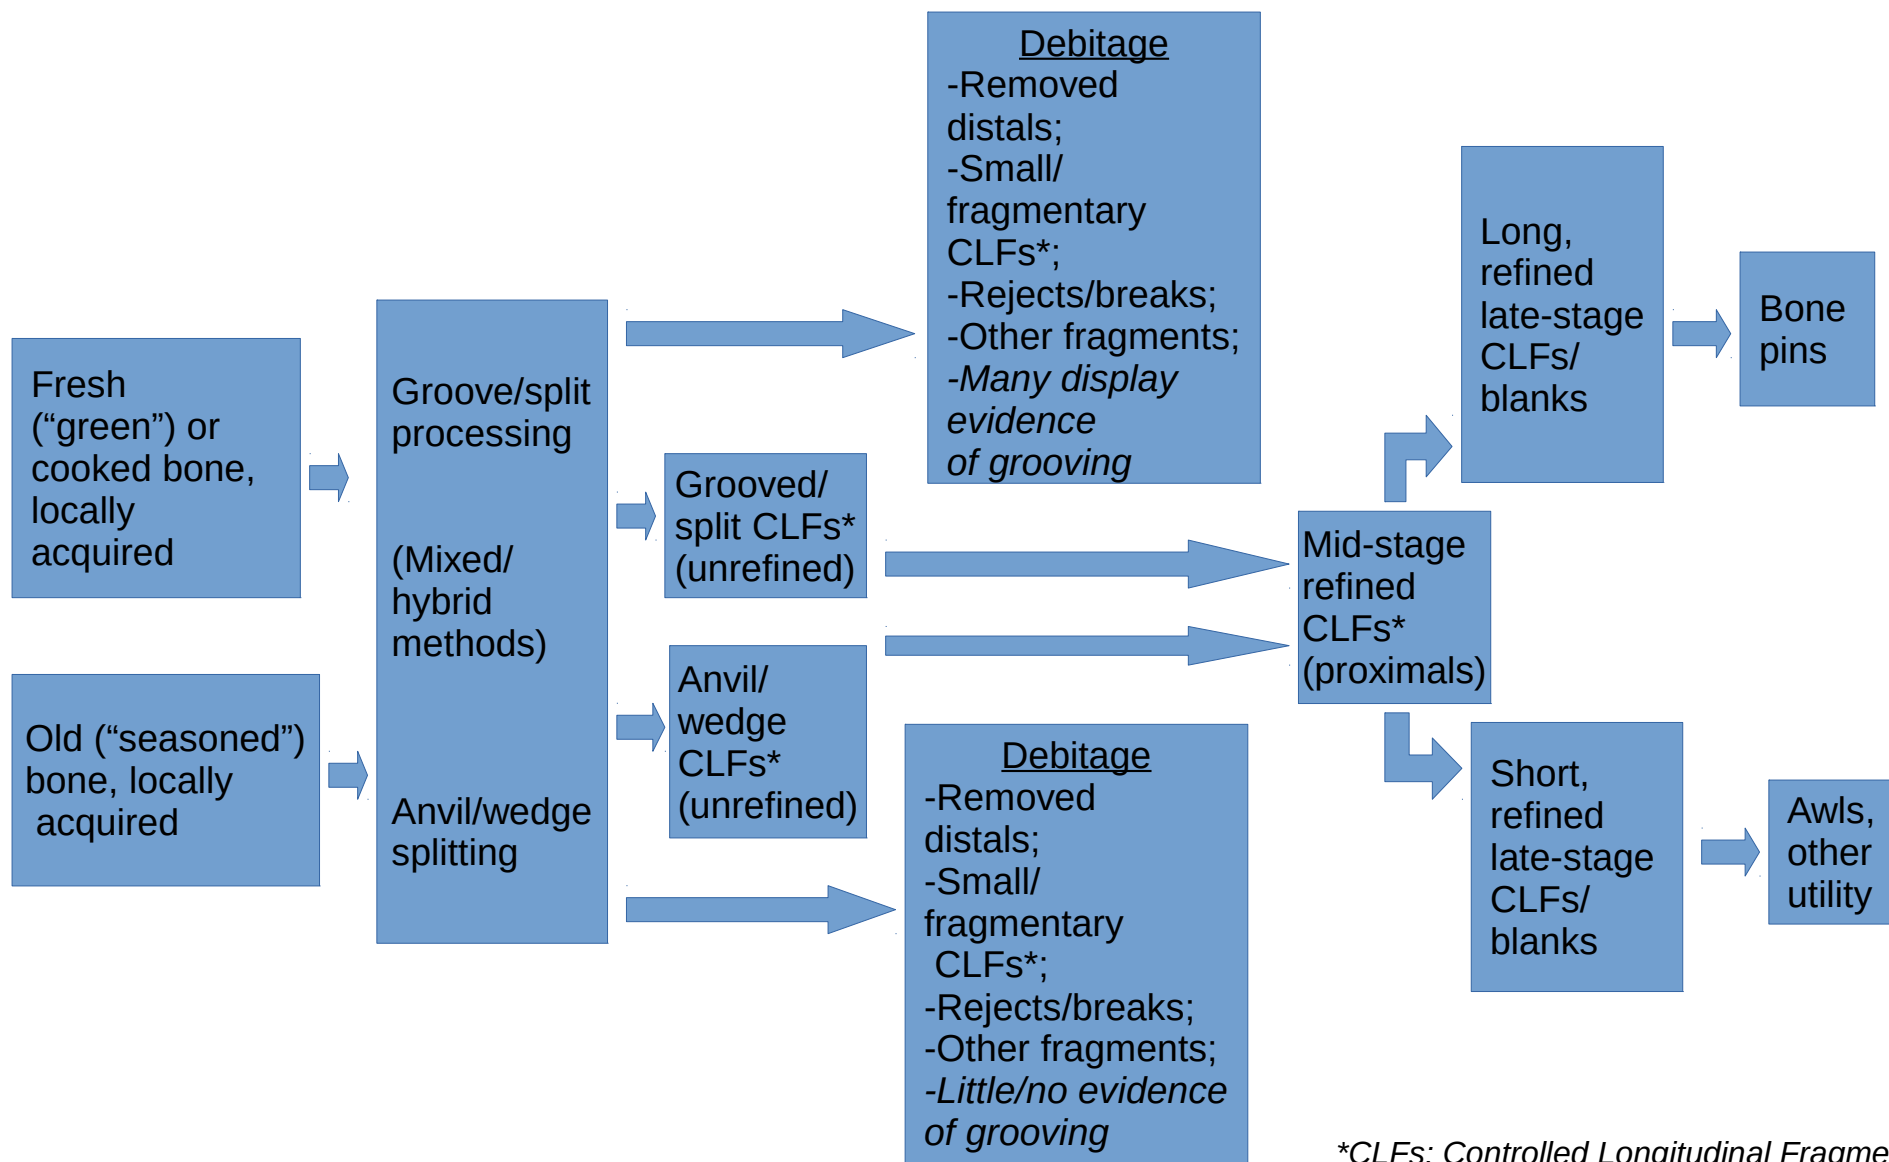 Fresh
(“green”) or
cooked bone,
locally
acquired
Old (“seasoned”)
bone, locally
acquired
Groove/split
processing
(Mixed/
hybrid
methods)
Anvil/wedge
splitting
Debitage
-Removed
distals;
-Small/
fragmentary
CLFs*;
-Rejects/breaks;
-Other fragments;
-Many display
evidence
of grooving
Grooved/
split CLFs*
(unrefined)
Anvil/
wedge
CLFs*
(unrefined)
Debitage
-Removed
distals;
-Small/
fragmentary
CLFs*;
-Rejects/breaks;
-Other fragments;
-Little/no evidence
of grooving
Mid-stage
refined
CLFs*
(proximals)
Long,
refined
late-stage
CLFs/
blanks
Bone
pins
Short,
refined
late-stage
CLFs/
blanks
Awls,
other
utility
*CLFs: Controlled Longitudinal Fragme